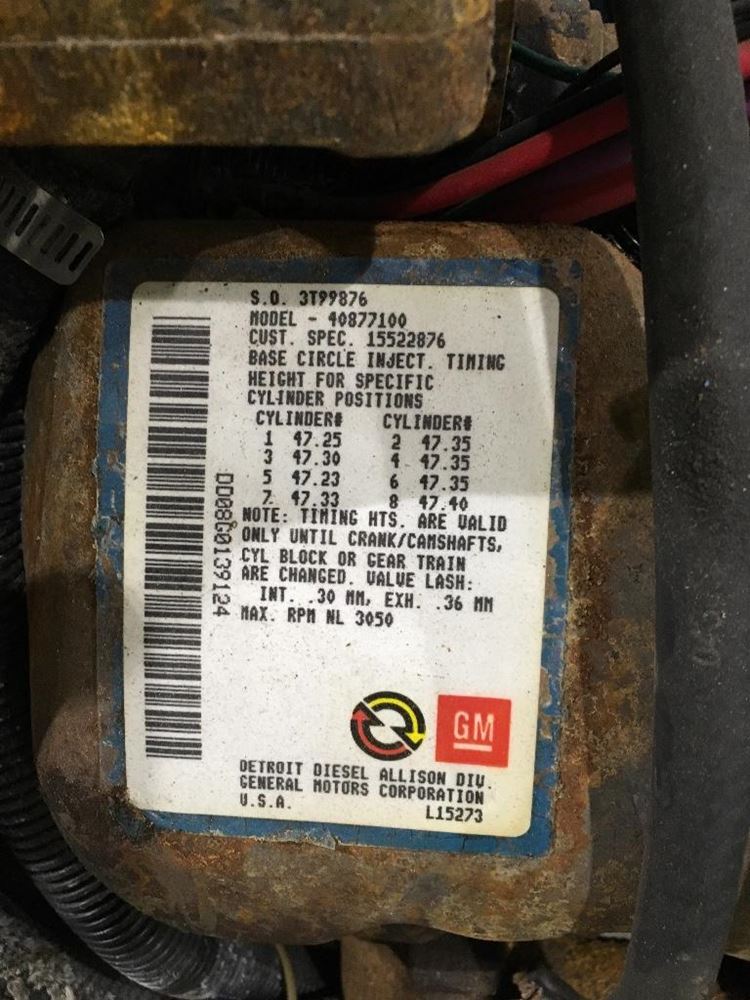 S.O. 3T99876
MODEL - 40877100
CUST. SPEC. 15522876
BASE CIRCLE INJECT. TIMING
HEIGHT FOR SPECIFIC
CYLINDER POSITIONS
CYLINDER# CYLINDER#
1 47.25 2 47.35
3 47.30 4 47.35
5 47.23 6 47.35
7 47.33 8 47.40
NOTE: TIMING HTS. ARE VALID
ONLY UNTIL CRANK/CAMSHAFTS,
CYL BLOCK OR GEAR TRAIN
ARE CHANGED. VALVE LASH:
INT. .30 MM, EXH. .36 MM
MAX. RPM NL 3050
DD08G0139124
GM
DETROIT DIESEL ALLISON DIV.
GENERAL MOTORS CORPORATION
U.S.A. L15273